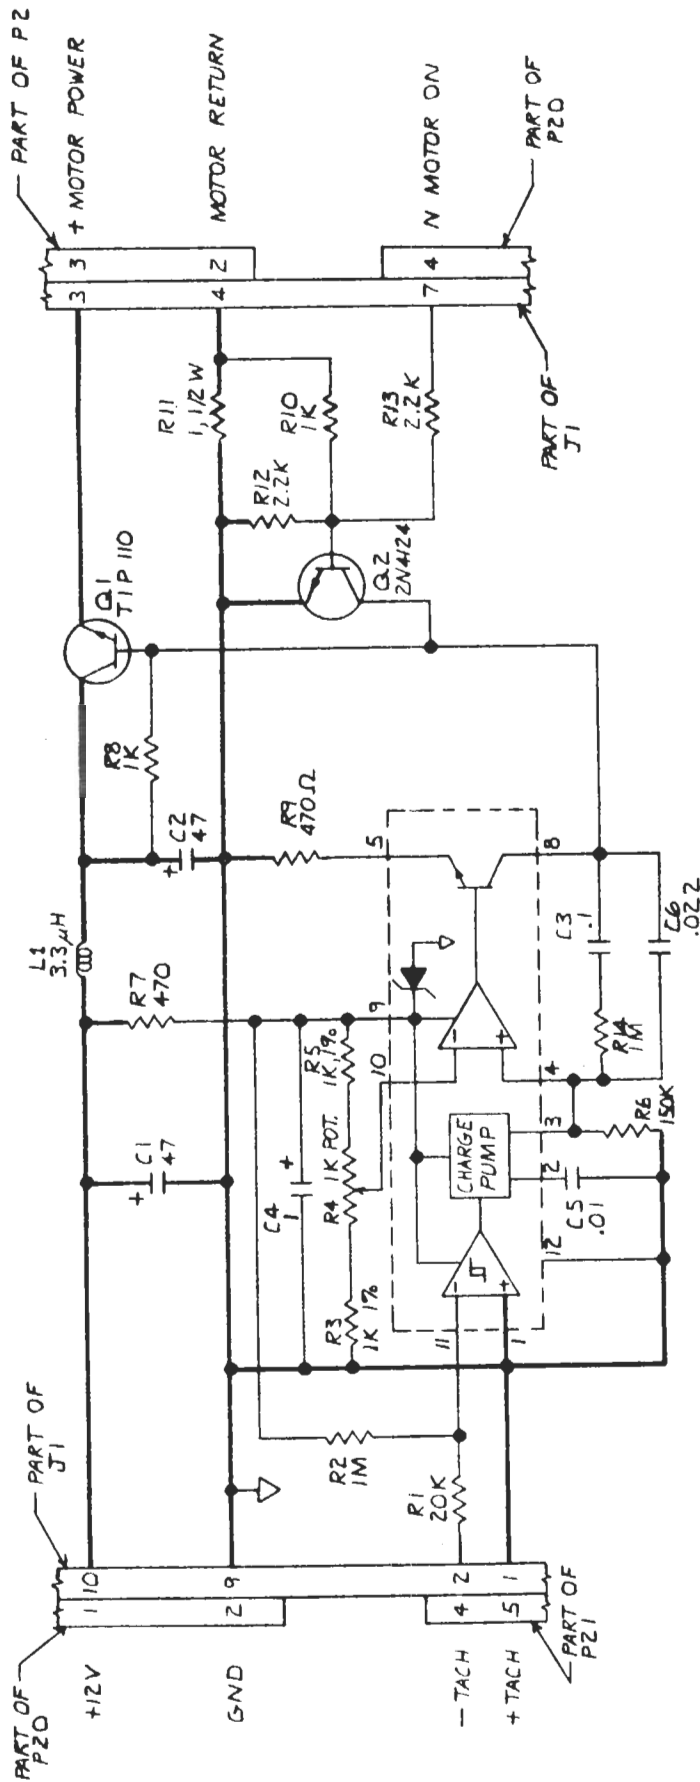 PART OF
P20
PART OF
J1
+12V
1
10
GND
2
9
-TACH
4
2
+TACH
5
1
PART OF
P21
R1
20K
R2
1M
R3
1K 1%
C4
1
+
R4
1K POT.
R5
1K, 1%
C1
47
+
R7
470
L1
3.3µH
C2
47
+
R8
1K
Q1
TIP 110
R9
470Ω
11
1
12
2
3
4
10
9
5
8
-
+
CHARGE
PUMP
-
+
C5
.01
R6
150K
R14
1M
C3
.1
C6
.022
Q2
2N4124
R12
2.2K
R11
1, 1/2 W
R10
1K
R13
2.2K
3
3
+ MOTOR POWER
4
2
MOTOR RETURN
7
4
N MOTOR ON
PART OF P2
PART OF
P20
PART OF
J1